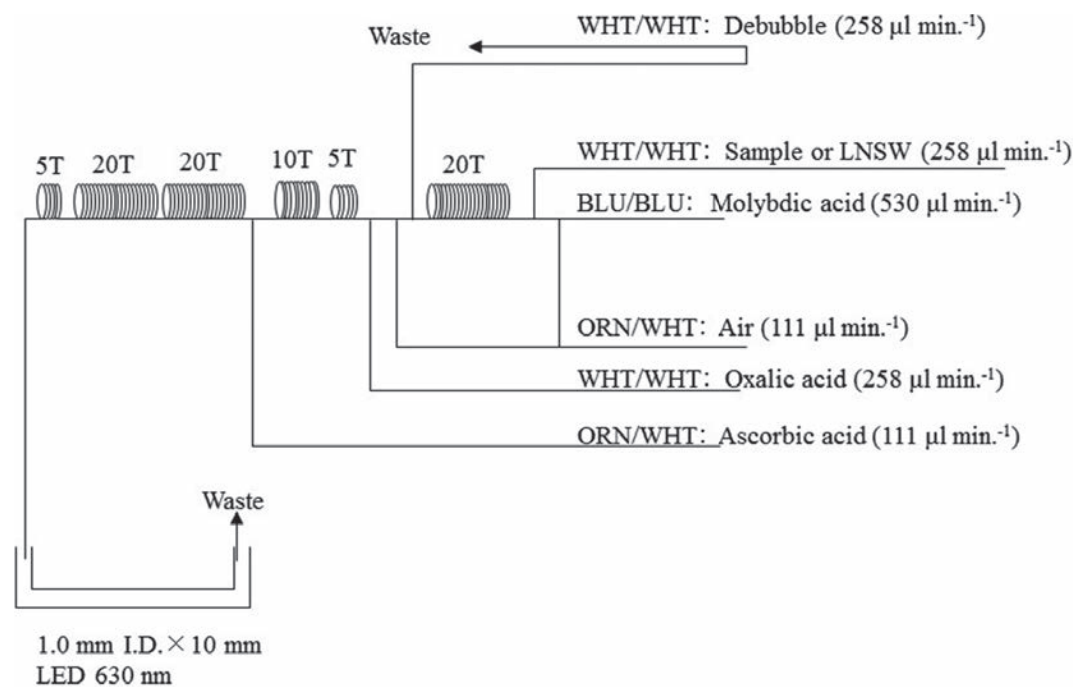 WHT/WHT: Debubble (258 µl min.⁻¹)
Waste
5T 20T 20T 10T 5T 20T
WHT/WHT: Sample or LNSW (258 µl min.⁻¹)
BLU/BLU: Molybdic acid (530 µl min.⁻¹)
ORN/WHT: Air (111 µl min.⁻¹)
WHT/WHT: Oxalic acid (258 µl min.⁻¹)
ORN/WHT: Ascorbic acid (111 µl min.⁻¹)
Waste
1.0 mm I.D.×10 mm
LED 630 nm